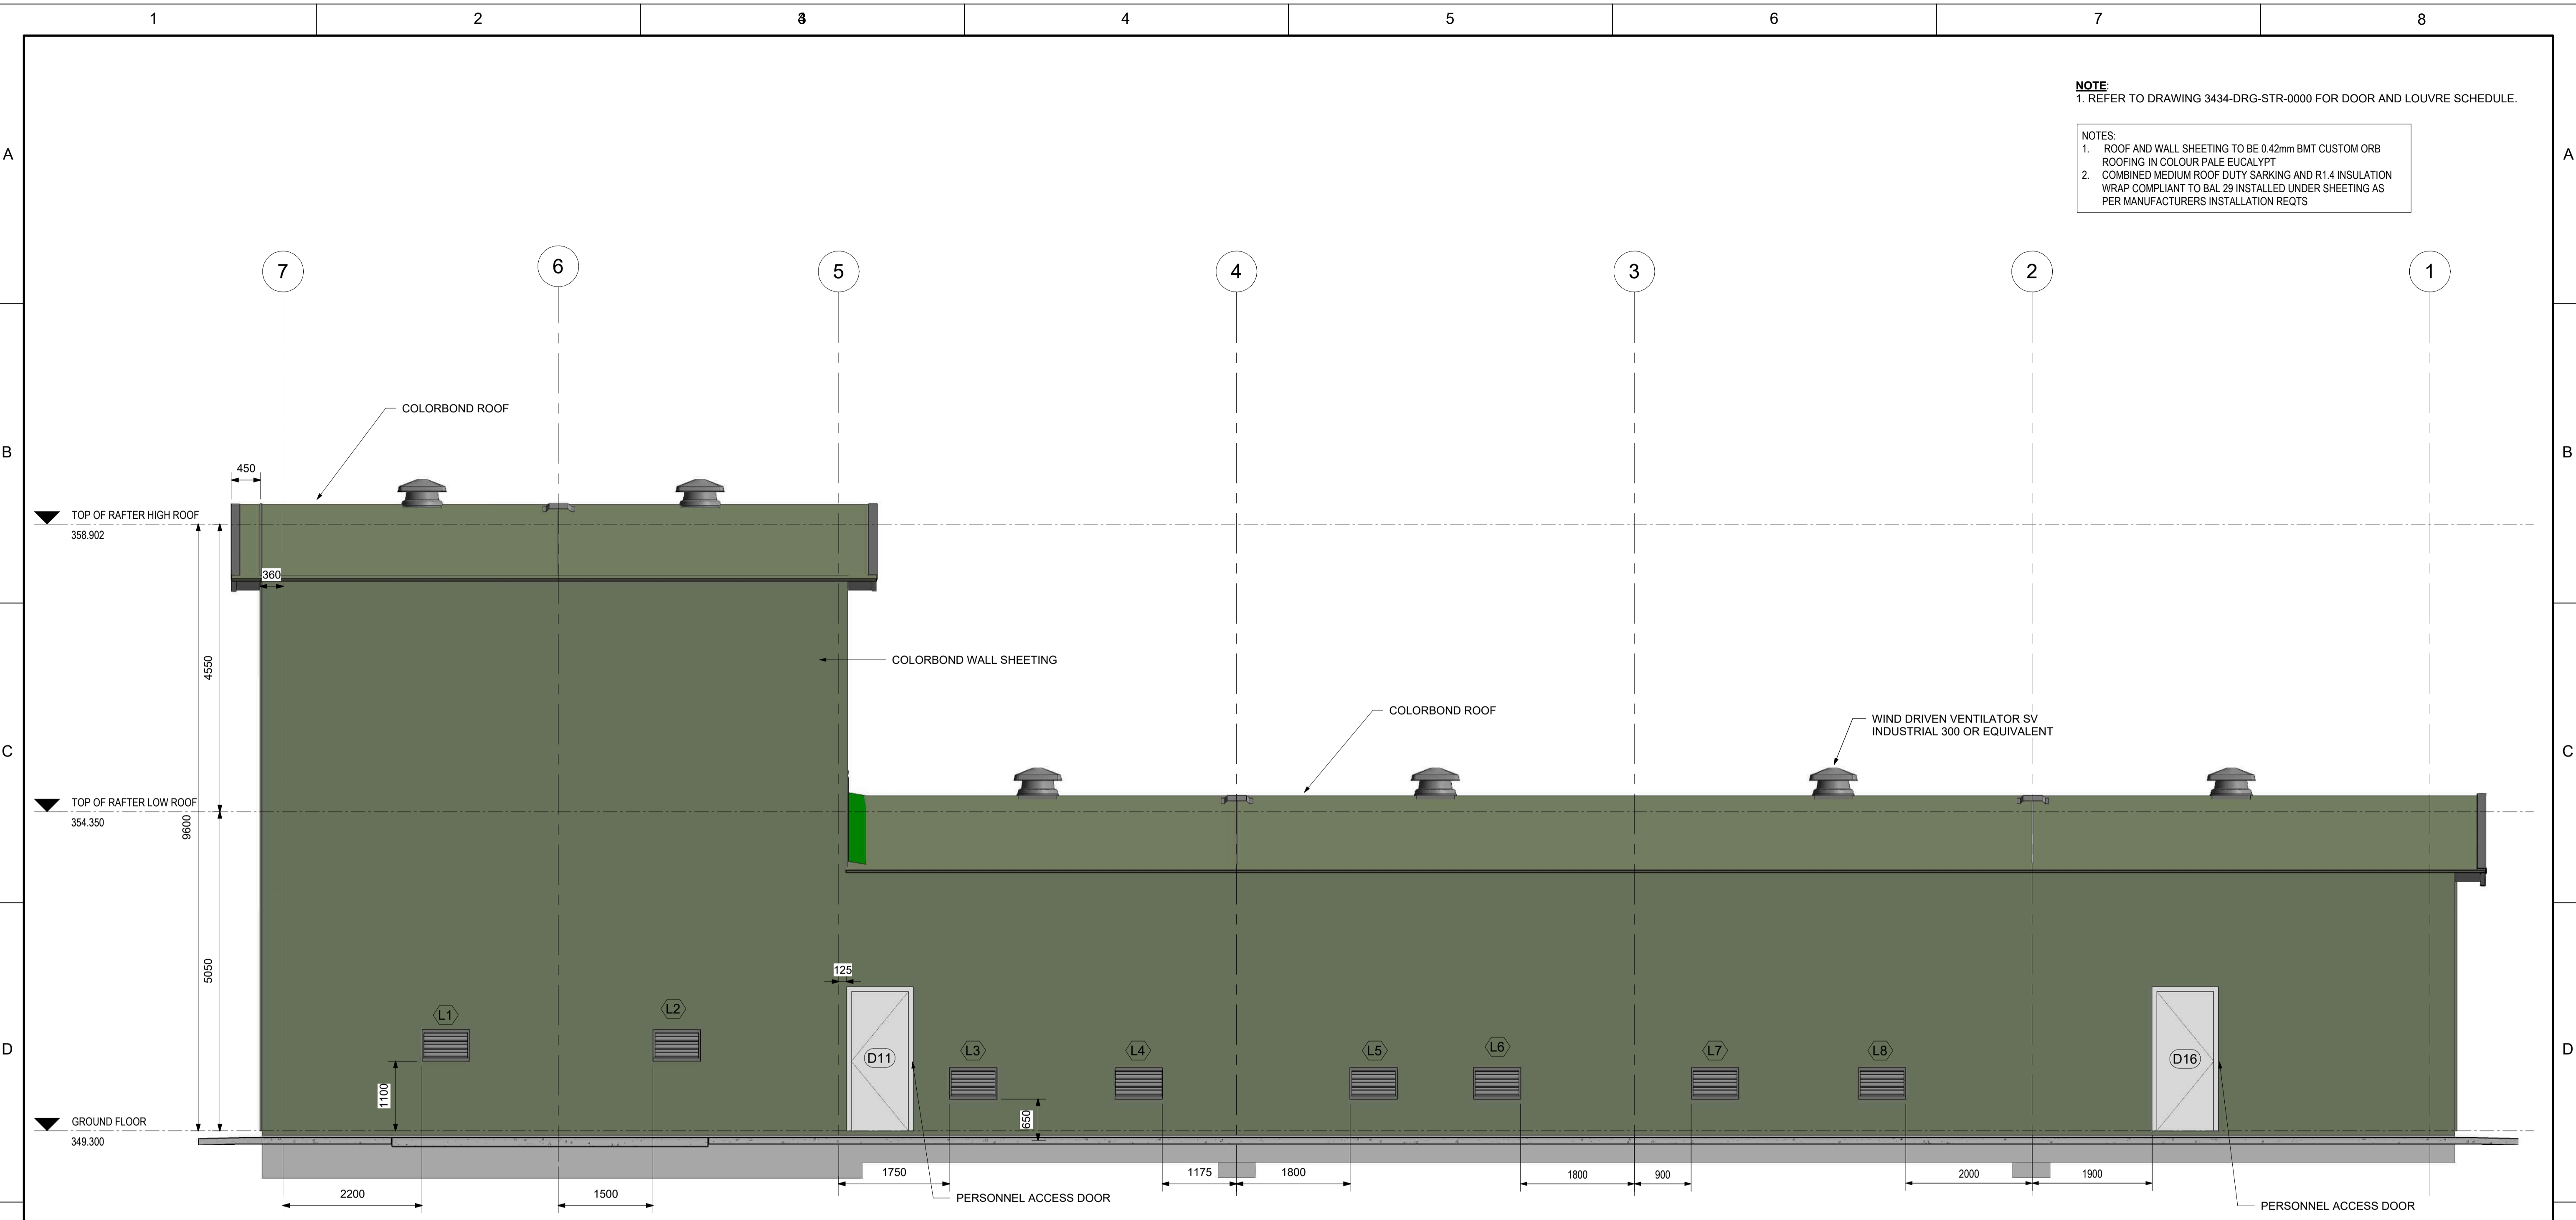 1 2 3 4 5 6 7 8
NOTE:
1. REFER TO DRAWING 3434-DRG-STR-0000 FOR DOOR AND LOUVRE SCHEDULE.
A A
NOTES:
1. ROOF AND WALL SHEETING TO BE 0.42mm BMT CUSTOM ORB
ROOFING IN COLOUR PALE EUCALYPT
2. COMBINED MEDIUM ROOF DUTY SARKING AND R1.4 INSULATION
WRAP COMPLIANT TO BAL 29 INSTALLED UNDER SHEETING AS
PER MANUFACTURERS INSTALLATION REQTS
7 6 5 4 3 2 1
COLORBOND ROOF
B B
450
TOP OF RAFTER HIGH ROOF
358.902
360
4550
COLORBOND WALL SHEETING
COLORBOND ROOF
WIND DRIVEN VENTILATOR SV
INDUSTRIAL 300 OR EQUIVALENT
C C
TOP OF RAFTER LOW ROOF
354.350
9600
5050
125
L1 L2
D11 L3 L4 L5 L6 L7 L8 D16
D D
1100
650
GROUND FLOOR
349.300
1750 1175 1800 1800 900 2000 1900
2200 1500
PERSONNEL ACCESS DOOR
PERSONNEL ACCESS DOOR